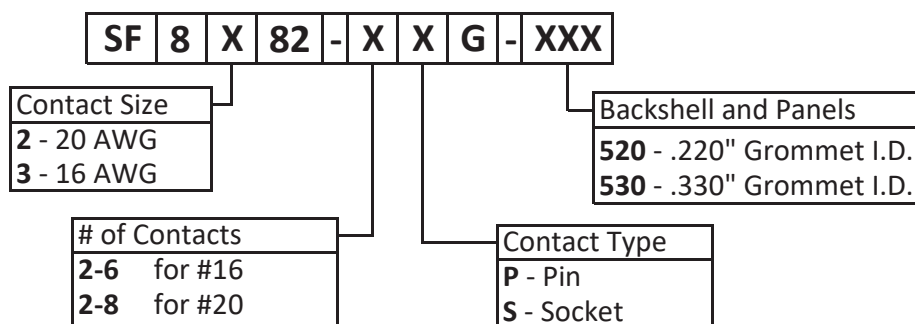 SF 8 X 82 - X X G - XXX
Contact Size
2 - 20 AWG
3 - 16 AWG
Backshell and Panels
520 - .220" Grommet I.D.
530 - .330" Grommet I.D.
# of Contacts
2-6 for #16
2-8 for #20
Contact Type
P - Pin
S - Socket